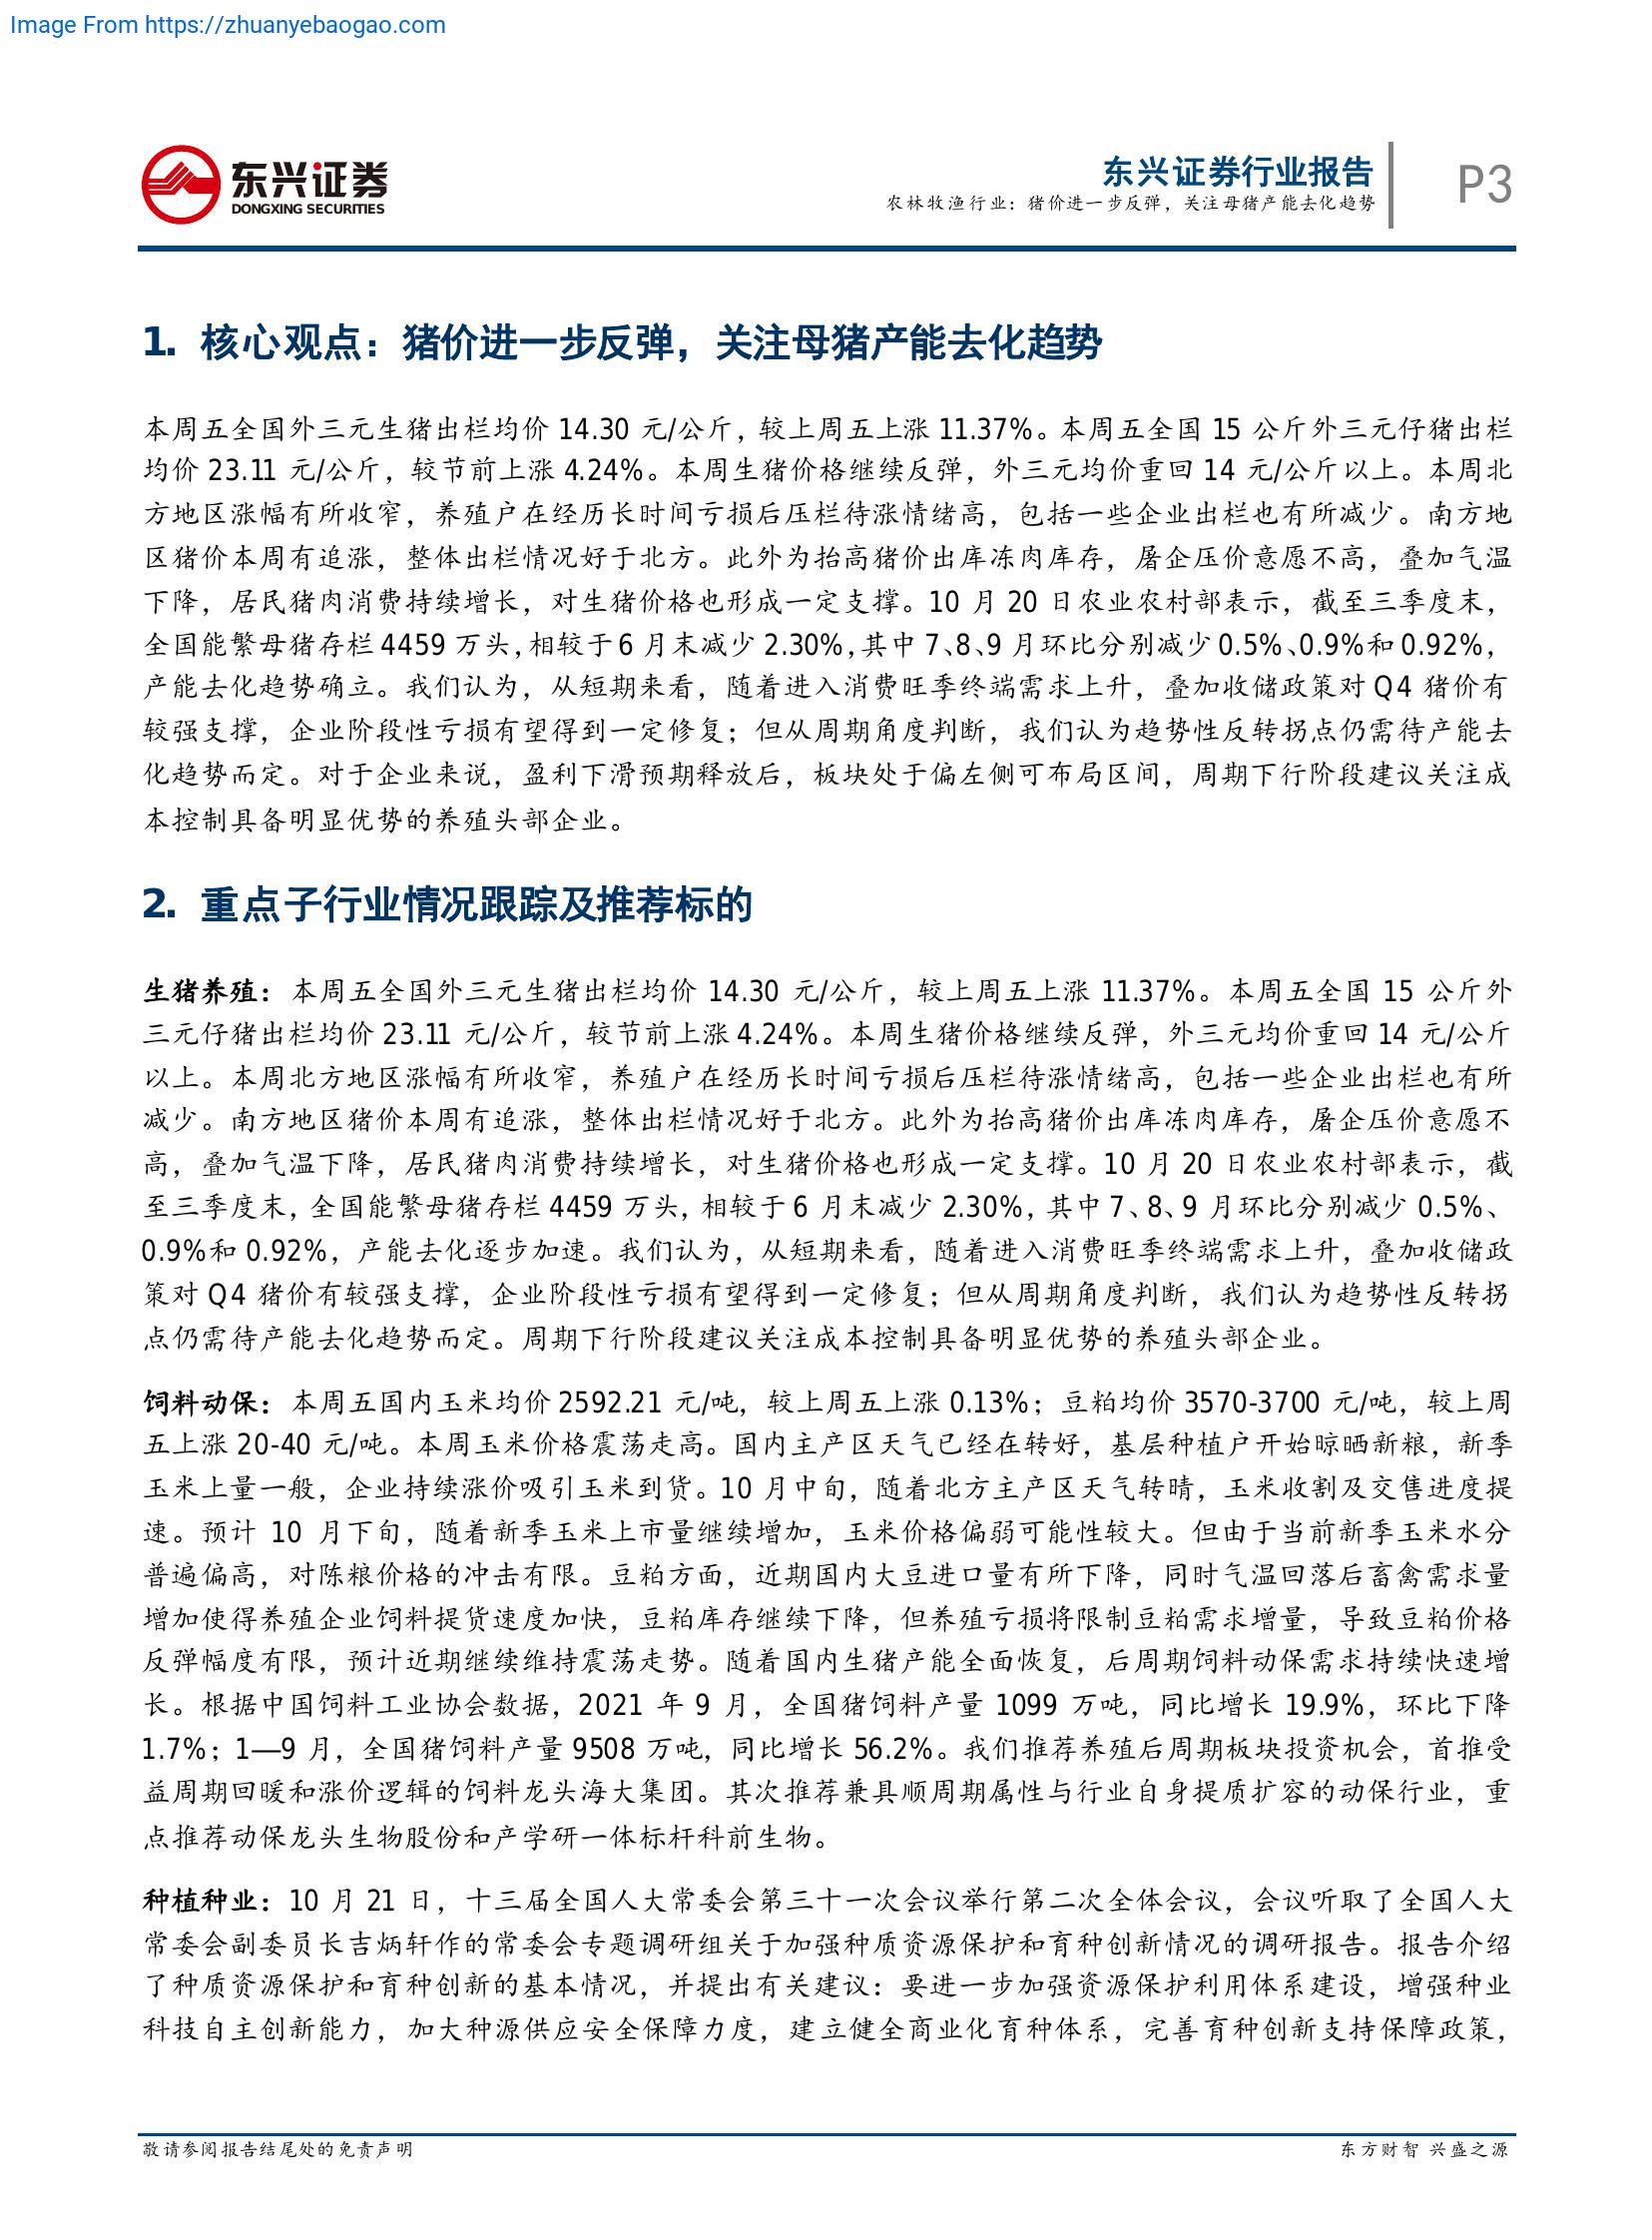 Image From https://zhuanyebaogao.com
东兴证券
DONGXING SECURITIES
东兴证券行业报告
农林牧渔行业：猪价进一步反弹，关注母猪产能去化趋势
P3
1. 核心观点：猪价进一步反弹，关注母猪产能去化趋势
本周五全国外三元生猪出栏均价 14.30 元/公斤，较上周五上涨 11.37%。本周五全国 15 公斤外三元仔猪出栏
均价 23.11 元/公斤，较节前上涨 4.24%。本周生猪价格继续反弹，外三元均价重回 14 元/公斤以上。本周北
方地区涨幅有所收窄，养殖户在经历长时间亏损后压栏待涨情绪高，包括一些企业出栏也有所减少。南方地
区猪价本周有追涨，整体出栏情况好于北方。此外为抬高猪价出库冻肉库存，屠企压价意愿不高，叠加气温
下降，居民猪肉消费持续增长，对生猪价格也形成一定支撑。10 月 20 日农业农村部表示，截至三季度末，
全国能繁母猪存栏 4459 万头，相较于 6 月末减少 2.30%，其中 7、8、9 月环比分别减少 0.5%、0.9%和 0.92%，
产能去化趋势确立。我们认为，从短期来看，随着进入消费旺季终端需求上升，叠加收储政策对 Q4 猪价有
较强支撑，企业阶段性亏损有望得到一定修复；但从周期角度判断，我们认为趋势性反转拐点仍需待产能去
化趋势而定。对于企业来说，盈利下滑预期释放后，板块处于偏左侧可布局区间，周期下行阶段建议关注成
本控制具备明显优势的养殖头部企业。
2. 重点子行业情况跟踪及推荐标的
生猪养殖：本周五全国外三元生猪出栏均价 14.30 元/公斤，较上周五上涨 11.37%。本周五全国 15 公斤外
三元仔猪出栏均价 23.11 元/公斤，较节前上涨 4.24%。本周生猪价格继续反弹，外三元均价重回 14 元/公斤
以上。本周北方地区涨幅有所收窄，养殖户在经历长时间亏损后压栏待涨情绪高，包括一些企业出栏也有所
减少。南方地区猪价本周有追涨，整体出栏情况好于北方。此外为抬高猪价出库冻肉库存，屠企压价意愿不
高，叠加气温下降，居民猪肉消费持续增长，对生猪价格也形成一定支撑。10 月 20 日农业农村部表示，截
至三季度末，全国能繁母猪存栏 4459 万头，相较于 6 月末减少 2.30%，其中 7、8、9 月环比分别减少 0.5%、
0.9%和 0.92%，产能去化逐步加速。我们认为，从短期来看，随着进入消费旺季终端需求上升，叠加收储政
策对 Q4 猪价有较强支撑，企业阶段性亏损有望得到一定修复；但从周期角度判断，我们认为趋势性反转拐
点仍需待产能去化趋势而定。周期下行阶段建议关注成本控制具备明显优势的养殖头部企业。
饲料动保：本周五国内玉米均价 2592.21 元/吨，较上周五上涨 0.13%；豆粕均价 3570-3700 元/吨，较上周
五上涨 20-40 元/吨。本周玉米价格震荡走高。国内主产区天气已经在转好，基层种植户开始晾晒新粮，新季
玉米上量一般，企业持续涨价吸引玉米到货。10 月中旬，随着北方主产区天气转晴，玉米收割及交售进度提
速。预计 10 月下旬，随着新季玉米上市量继续增加，玉米价格偏弱可能性较大。但由于当前新季玉米水分
普遍偏高，对陈粮价格的冲击有限。豆粕方面，近期国内大豆进口量有所下降，同时气温回落后畜禽需求量
增加使得养殖企业饲料提货速度加快，豆粕库存继续下降，但养殖亏损将限制豆粕需求增量，导致豆粕价格
反弹幅度有限，预计近期继续维持震荡走势。随着国内生猪产能全面恢复，后周期饲料动保需求持续快速增
长。根据中国饲料工业协会数据，2021 年 9 月，全国猪饲料产量 1099 万吨，同比增长 19.9%，环比下降
1.7%；1—9 月，全国猪饲料产量 9508 万吨，同比增长 56.2%。我们推荐养殖后周期板块投资机会，首推受
益周期回暖和涨价逻辑的饲料龙头海大集团。其次推荐兼具顺周期属性与行业自身提质扩容的动保行业，重
点推荐动保龙头生物股份和产学研一体标杆科前生物。
种植种业：10 月 21 日，十三届全国人大常委会第三十一次会议举行第二次全体会议，会议听取了全国人大
常委会副委员长吉炳轩作的常委会专题调研组关于加强种质资源保护和育种创新情况的调研报告。报告介绍
了种质资源保护和育种创新的基本情况，并提出有关建议：要进一步加强资源保护利用体系建设，增强种业
科技自主创新能力，加大种源供应安全保障力度，建立健全商业化育种体系，完善育种创新支持保障政策，
敬请参阅报告结尾处的免责声明
东方财智 兴盛之源